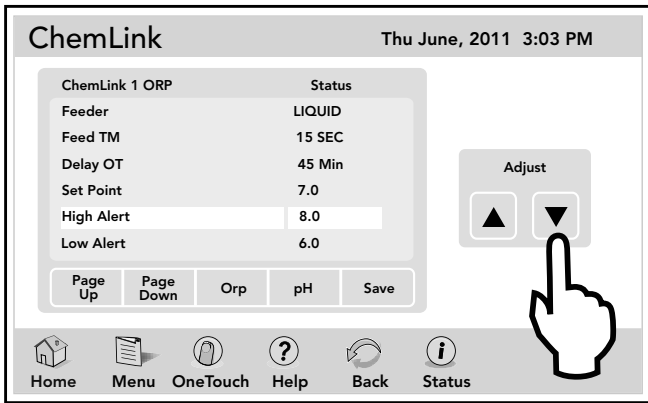 ChemLink Thu June, 2011 3:03 PM
ChemLink 1 ORP Status
Feeder LIQUID
Feed TM 15 SEC
Delay OT 45 Min
Set Point 7.0
High Alert 8.0
Low Alert 6.0
Page Up Page Down Orp pH Save
Adjust
Home Menu OneTouch Help Back Status